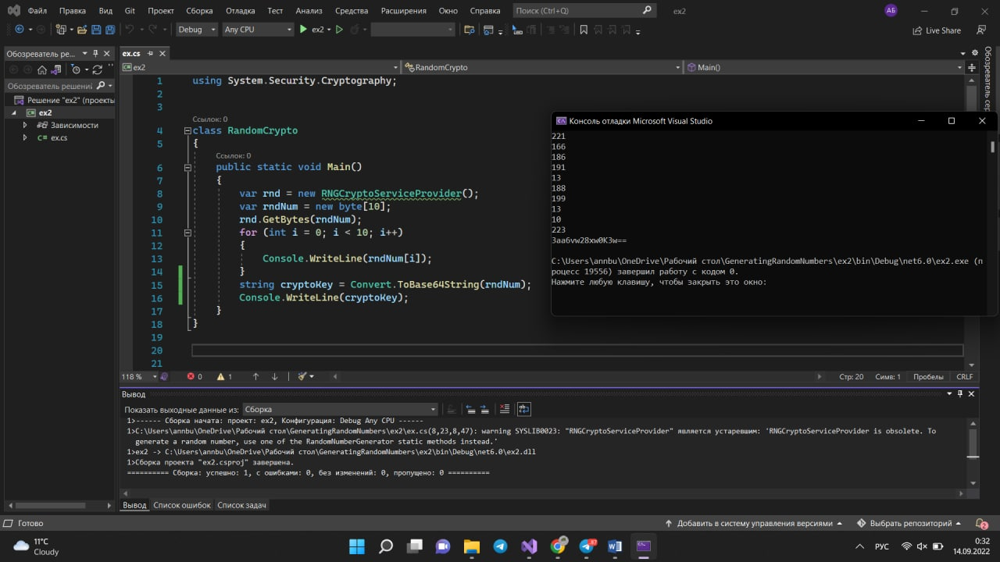 Файл Правка Вид Git Проект Сборка Отладка Тест Анализ Средства Расширения Окно Справка Поиск (Ctrl+Q) ex2 АБ
Debug Any CPU ex2 Live Share
Обозреватель ре...
Обозреватель решений
Решение "ex2" (проекты
ex2
Зависимости
ex.cs
ex.cs
ex2 RandomCrypto Main()
1 using System.Security.Cryptography;
2
3
Ссылок: 0
4 class RandomCrypto
5 {
Ссылок: 0
6 public static void Main()
7 {
8 var rnd = new RNGCryptoServiceProvider();
9 var rndNum = new byte[10];
10 rnd.GetBytes(rndNum);
11 for (int i = 0; i < 10; i++)
12 {
13 Console.WriteLine(rndNum[i]);
14 }
15 string cryptoKey = Convert.ToBase64String(rndNum);
16 Console.WriteLine(cryptoKey);
17 }
18 }
19
20
21
118 % 0 1 Стр: 20 Симв: 1 Пробелы CRLF
Консоль отладки Microsoft Visual Studio
221
166
186
191
13
188
199
13
10
223
3aa6vw28xw0K3w==
C:\Users\annbu\OneDrive\Рабочий стол\GeneratingRandomNumbers\ex2\bin\Debug\net6.0\ex2.exe (п
роцесс 19556) завершил работу с кодом 0.
Нажмите любую клавишу, чтобы закрыть это окно:
Вывод
Показать выходные данные из: Сборка
1>------ Сборка начата: проект: ex2, Конфигурация: Debug Any CPU ------
1>C:\Users\annbu\OneDrive\Рабочий стол\GeneratingRandomNumbers\ex2\ex.cs(8,23,8,47): warning SYSLIB0023: "RNGCryptoServiceProvider" является устаревшим: 'RNGCryptoServiceProvider is obsolete. To
generate a random number, use one of the RandomNumberGenerator static methods instead.'
1>ex2 -> C:\Users\annbu\OneDrive\Рабочий стол\GeneratingRandomNumbers\ex2\bin\Debug\net6.0\ex2.dll
1>Сборка проекта "ex2.csproj" завершена.
========== Сборка: успешно: 1, с ошибками: 0, без изменений: 0, пропущено: 0 ==========
Вывод Список ошибок Список задач
Готово Добавить в систему управления версиями Выбрать репозиторий 2
11°C
Cloudy
97
РУС
0:32
14.09.2022